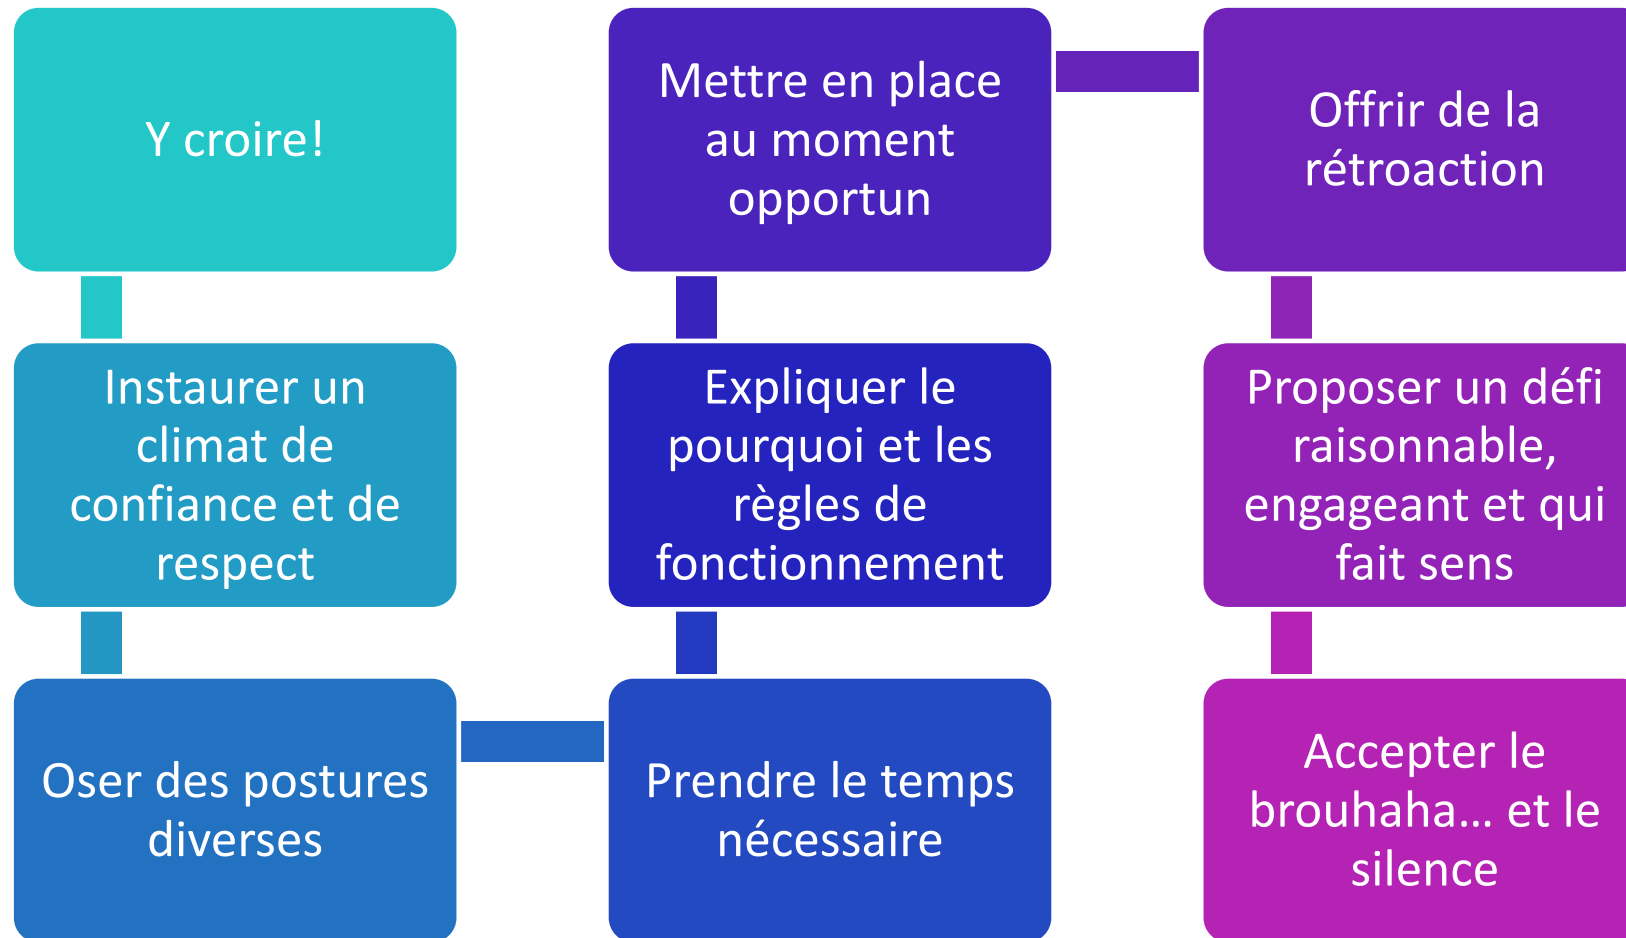 Y croire!
Instaurer un
climat de
confiance et de
respect
Oser des postures
diverses
Prendre le temps
nécessaire
Expliquer le
pourquoi et les
règles de
fonctionnement
Mettre en place
au moment
opportun
Offrir de la
rétroaction
Proposer un défi
raisonnable,
engageant et qui
fait sens
Accepter le
brouhaha… et le
silence